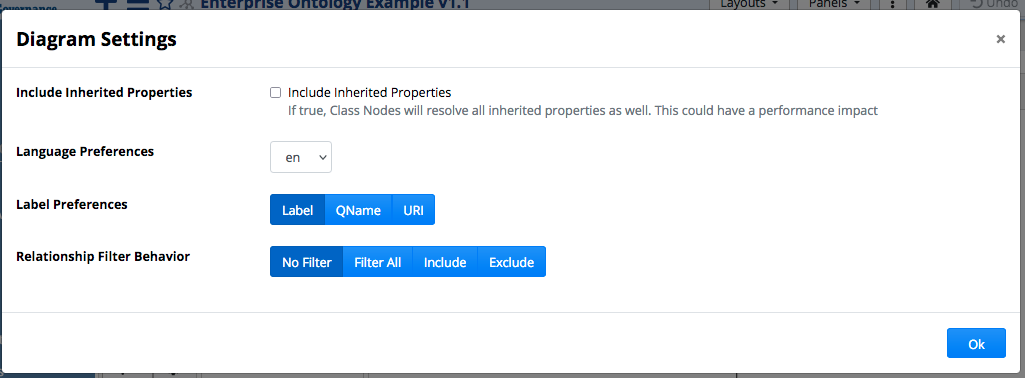 Governance
Enterprise Ontology Example v1.1
Layouts
Panels
Undo
Diagram Settings
×
Include Inherited Properties
Include Inherited Properties
If true, Class Nodes will resolve all inherited properties as well. This could have a performance impact
Language Preferences
en
Label Preferences
Label QName URI
Relationship Filter Behavior
No Filter Filter All Include Exclude
Ok